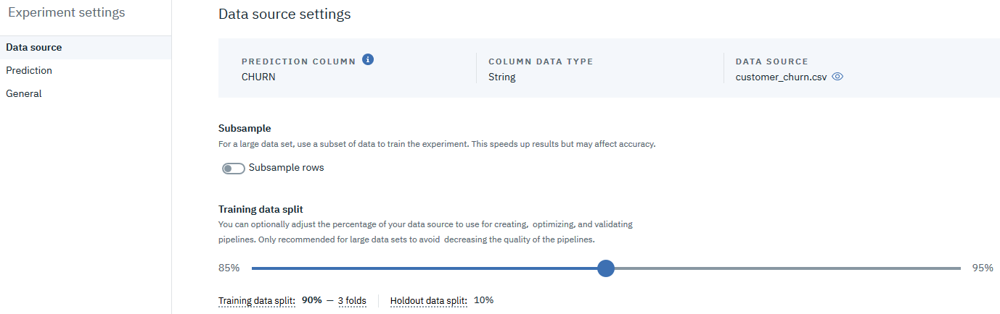 Experiment settings
Data source
Prediction
General
Data source settings
PREDICTION COLUMN
CHURN
COLUMN DATA TYPE
String
DATA SOURCE
customer_churn.csv
Subsample
For a large data set, use a subset of data to train the experiment. This speeds up results but may affect accuracy.
Subsample rows
Training data split
You can optionally adjust the percentage of your data source to use for creating, optimizing, and validating
pipelines. Only recommended for large data sets to avoid decreasing the quality of the pipelines.
85% 95%
Training data split: 90% — 3 folds Holdout data split: 10%